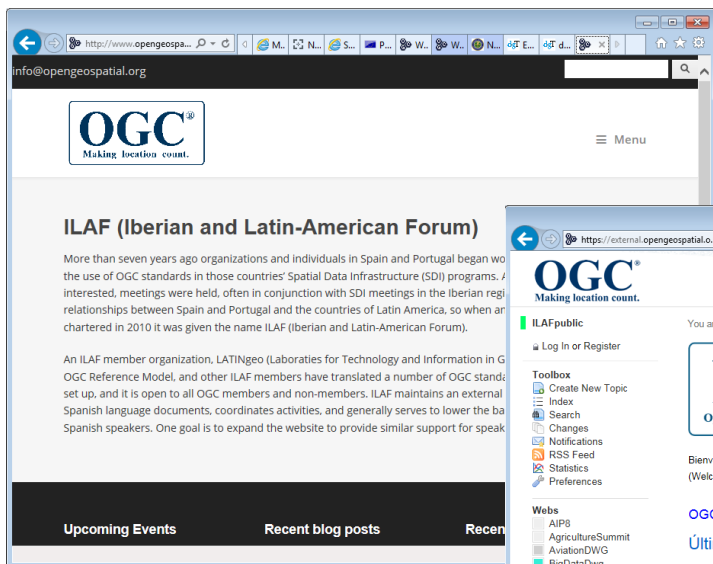 http://www.opengeospa...
M..
N...
S...
P...
W..
W..
N...
E...
d...
info@opengeospatial.org
OGC®
Making location count.
Menu
ILAF (Iberian and Latin-American Forum)
More than seven years ago organizations and individuals in Spain and Portugal began wo
the use of OGC standards in those countries' Spatial Data Infrastructure (SDI) programs. A
interested, meetings were held, often in conjunction with SDI meetings in the Iberian regi
relationships between Spain and Portugal and the countries of Latin America, so when an
chartered in 2010 it was given the name ILAF (Iberian and Latin-American Forum).
An ILAF member organization, LATINgeo (Laboraties for Technology and Information in G
OGC Reference Model, and other ILAF members have translated a number of OGC standa
set up, and it is open to all OGC members and non-members. ILAF maintains an external
Spanish language documents, coordinates activities, and generally serves to lower the ba
Spanish speakers. One goal is to expand the website to provide similar support for speak
Upcoming Events
Recent blog posts
Recen
https://external.opengeospatial.o.
OGC®
Making location count.
ILAFpublic
Log In or Register
Toolbox
Create New Topic
Index
Search
Changes
Notifications
RSS Feed
Statistics
Preferences
Webs
AIP8
AgricultureSummit
AviationDWG
BigDataDwg
You a
O
Bienv
(Welc
OGC
Últi